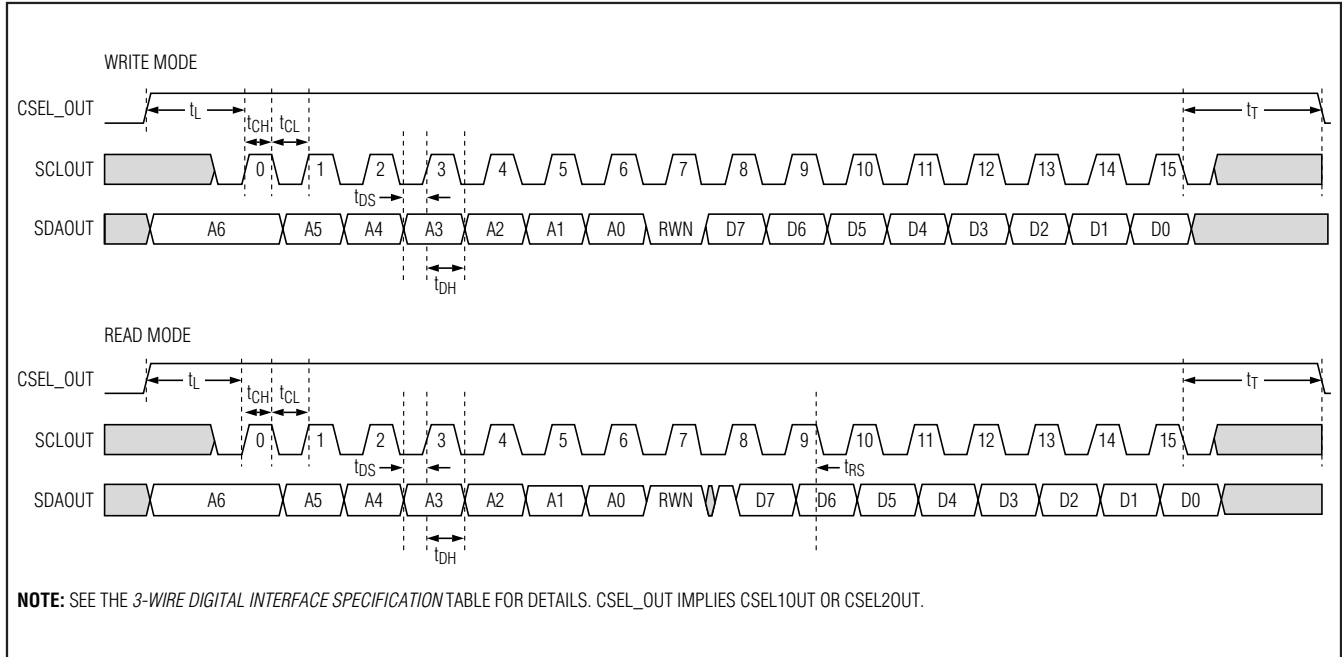 WRITE MODE
CSEL_OUT tL tT
tCH tCL
SCLOUT 0 1 2 3 4 5 6 7 8 9 10 11 12 13 14 15
tDS
SDAOUT A6 A5 A4 A3 A2 A1 A0 RWN D7 D6 D5 D4 D3 D2 D1 D0
tDH
READ MODE
CSEL_OUT tL tT
tCH tCL
SCLOUT 0 1 2 3 4 5 6 7 8 9 10 11 12 13 14 15
tDS tRS
SDAOUT A6 A5 A4 A3 A2 A1 A0 RWN D7 D6 D5 D4 D3 D2 D1 D0
tDH
NOTE: SEE THE 3-WIRE DIGITAL INTERFACE SPECIFICATION TABLE FOR DETAILS. CSEL_OUT IMPLIES CSEL1OUT OR CSEL2OUT.